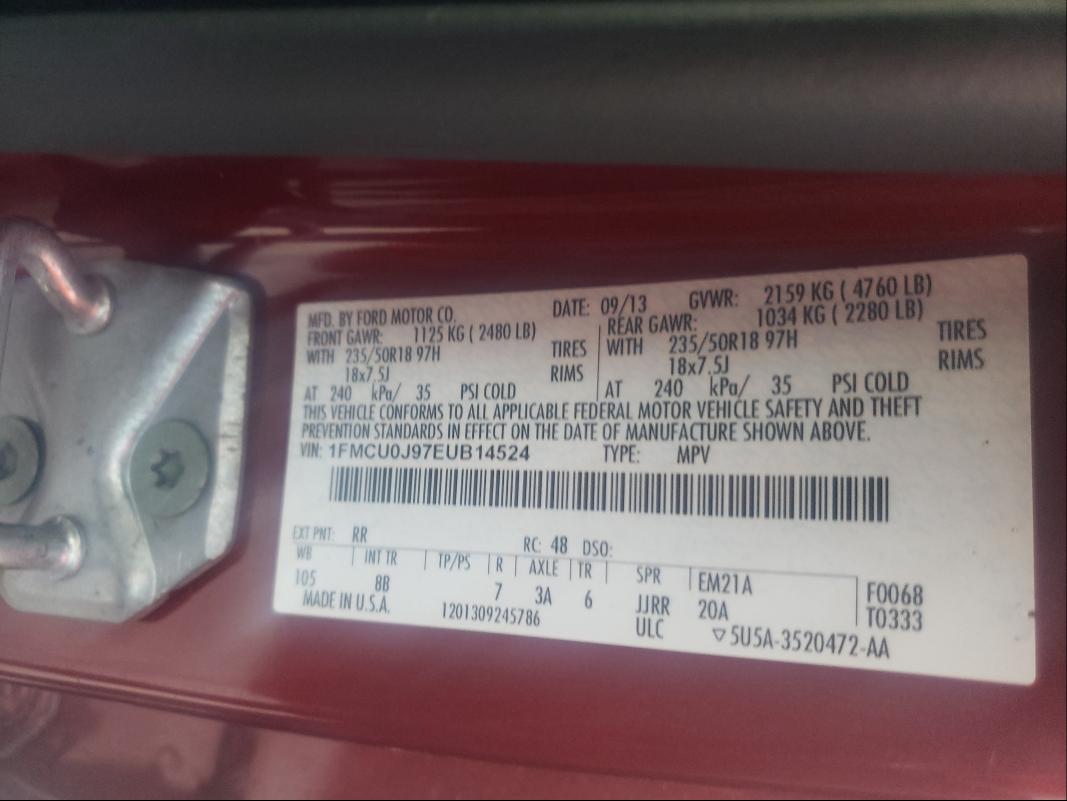 MFD. BY FORD MOTOR CO. DATE: 09/13 GVWR: 2159 KG ( 4760 LB)
FRONT GAWR: 1125 KG ( 2480 LB) REAR GAWR: 1034 KG ( 2280 LB)
WITH 235/50R18 97H TIRES WITH 235/50R18 97H TIRES
18x7.5J RIMS 18x7.5J RIMS
AT 240 kPa/ 35 PSI COLD AT 240 kPa/ 35 PSI COLD
THIS VEHICLE CONFORMS TO ALL APPLICABLE FEDERAL MOTOR VEHICLE SAFETY AND THEFT
PREVENTION STANDARDS IN EFFECT ON THE DATE OF MANUFACTURE SHOWN ABOVE.
VIN: 1FMCU0J97EUB14524 TYPE: MPV
EXT PNT: RR RC: 48 DSO:
WB INT TR TP/PS R AXLE TR SPR EM21A F0068
105 8B 7 3A 6 JJRR 20A T0333
MADE IN U.S.A. 1201309245786 ULC ▽5U5A-3520472-AA